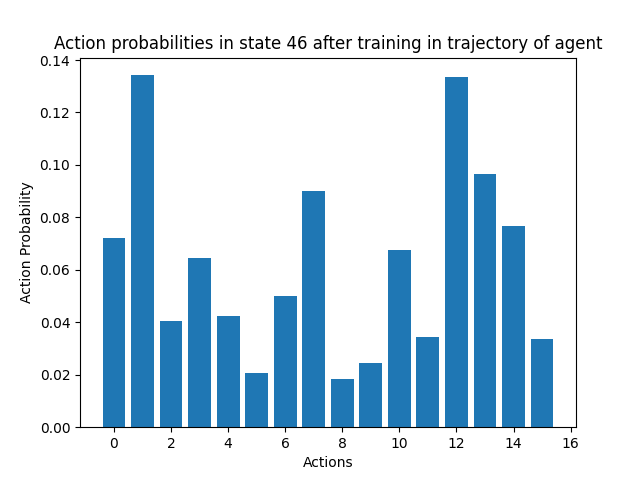 Action probabilities in state 46 after training in trajectory of agent
0.14
0.12
0.10
0.08
0.06
0.04
0.02
0.00
Action Probability
0 2 4 6 8 10 12 14 16
Actions